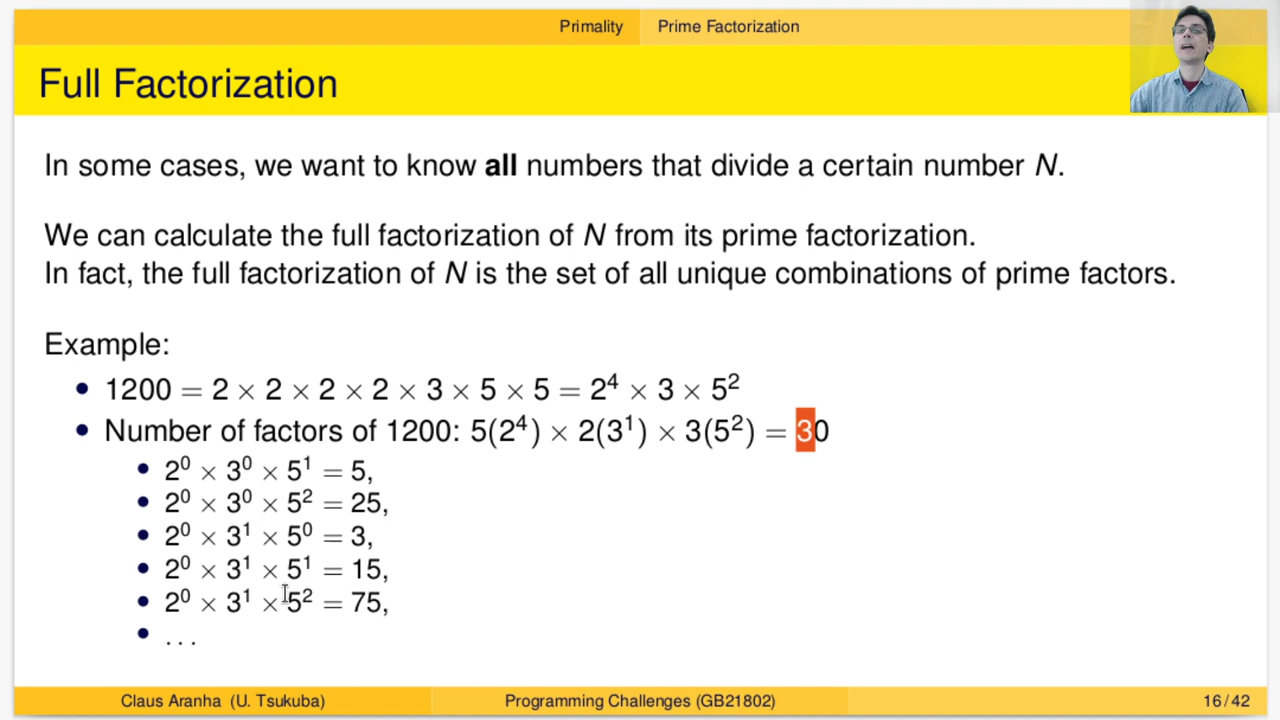 Primality Prime Factorization
Full Factorization
In some cases, we want to know all numbers that divide a certain number N.
We can calculate the full factorization of N from its prime factorization.
In fact, the full factorization of N is the set of all unique combinations of prime factors.
Example:
• 1200 = 2 × 2 × 2 × 2 × 3 × 5 × 5 = 2⁴ × 3 × 5²
• Number of factors of 1200: 5(2⁴) × 2(3¹) × 3(5²) = 30
• 2⁰ × 3⁰ × 5¹ = 5,
• 2⁰ × 3⁰ × 5² = 25,
• 2⁰ × 3¹ × 5⁰ = 3,
• 2⁰ × 3¹ × 5¹ = 15,
• 2⁰ × 3¹ × 5² = 75,
• ...
Claus Aranha (U. Tsukuba) Programming Challenges (GB21802) 16 / 42